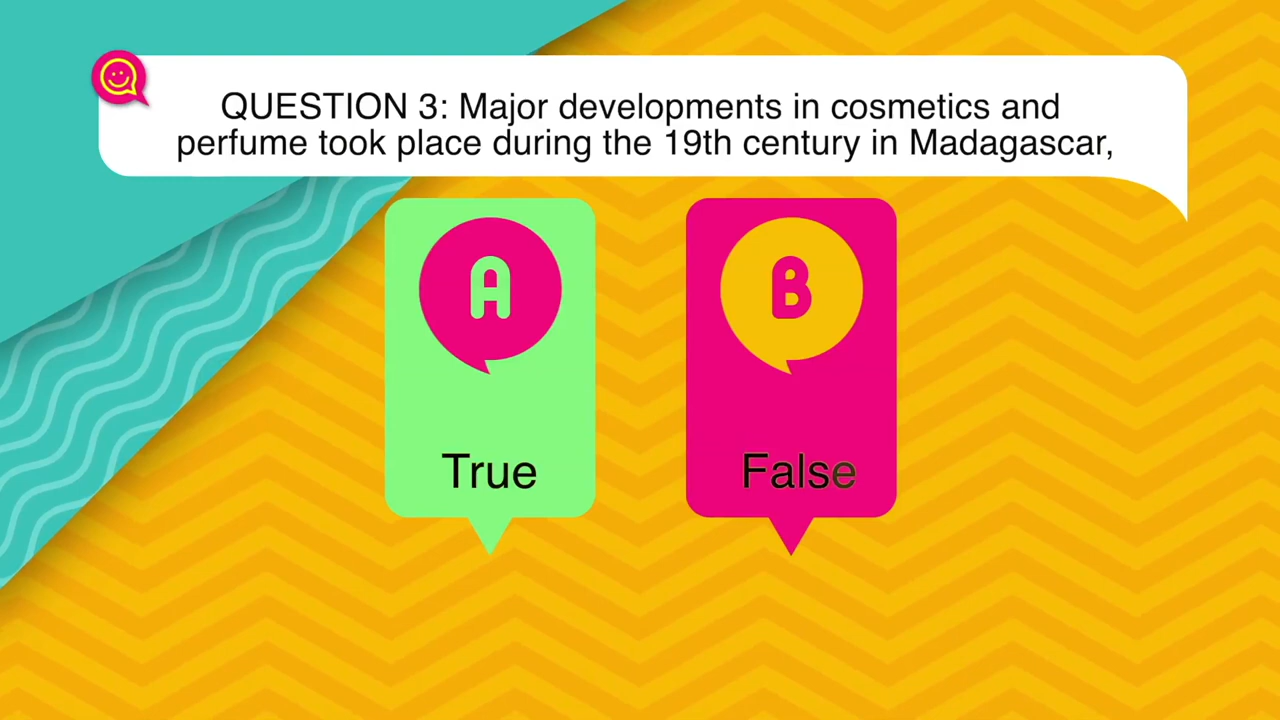 QUESTION 3: Major developments in cosmetics and
perfume took place during the 19th century in Madagascar,
A
B
True
False